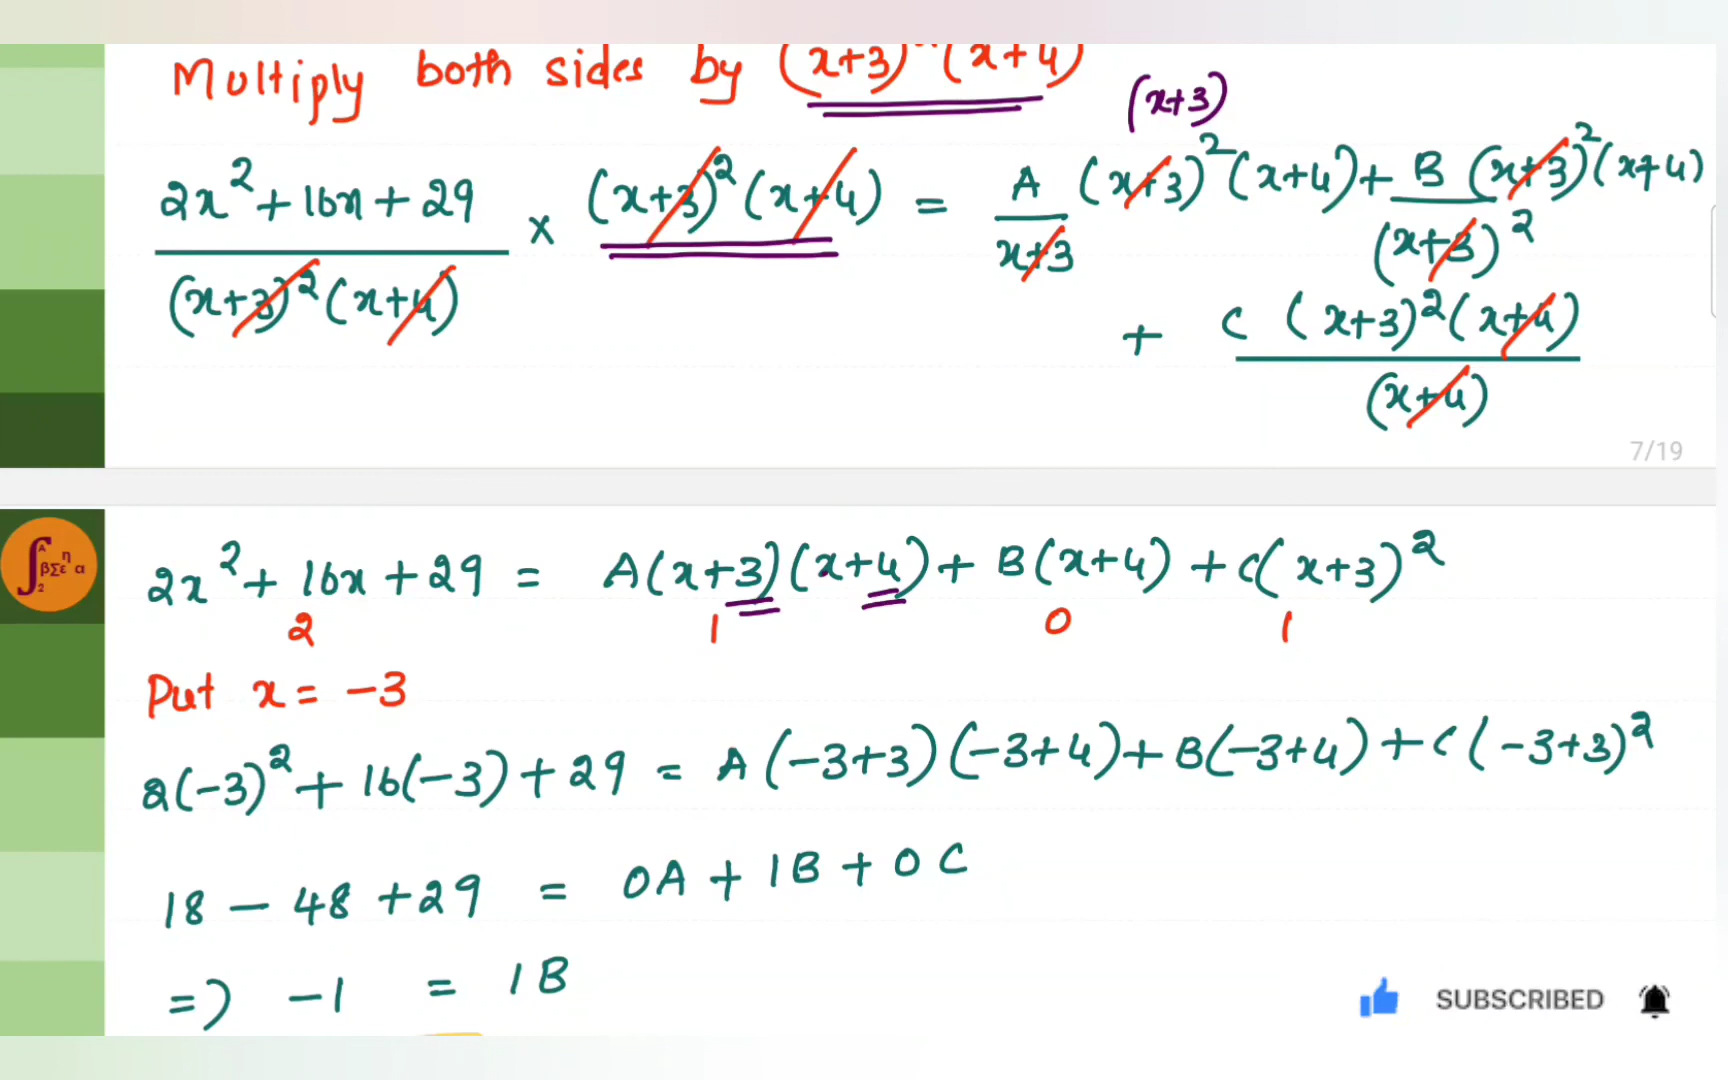 Multiply both sides by (x+3)² (x+4)
(x+3)
2x²+16x+29 / (x+3)²(x+4) × (x+3)²(x+4) = A/x+3 (x+3)²(x+4) + B (x+3)²(x+4) / (x+3)²
+ C (x+3)²(x+4) / (x+4)
7/19
2x²+16x+29 = A(x+3)(x+4)+B(x+4)+C(x+3)²
2 1 0 1
Put x = -3
2(-3)²+16(-3)+29 = A(-3+3)(-3+4)+B(-3+4)+C(-3+3)²
18 - 48 +29 = 0A + 1B + 0C
=) -1 = 1B
SUBSCRIBED